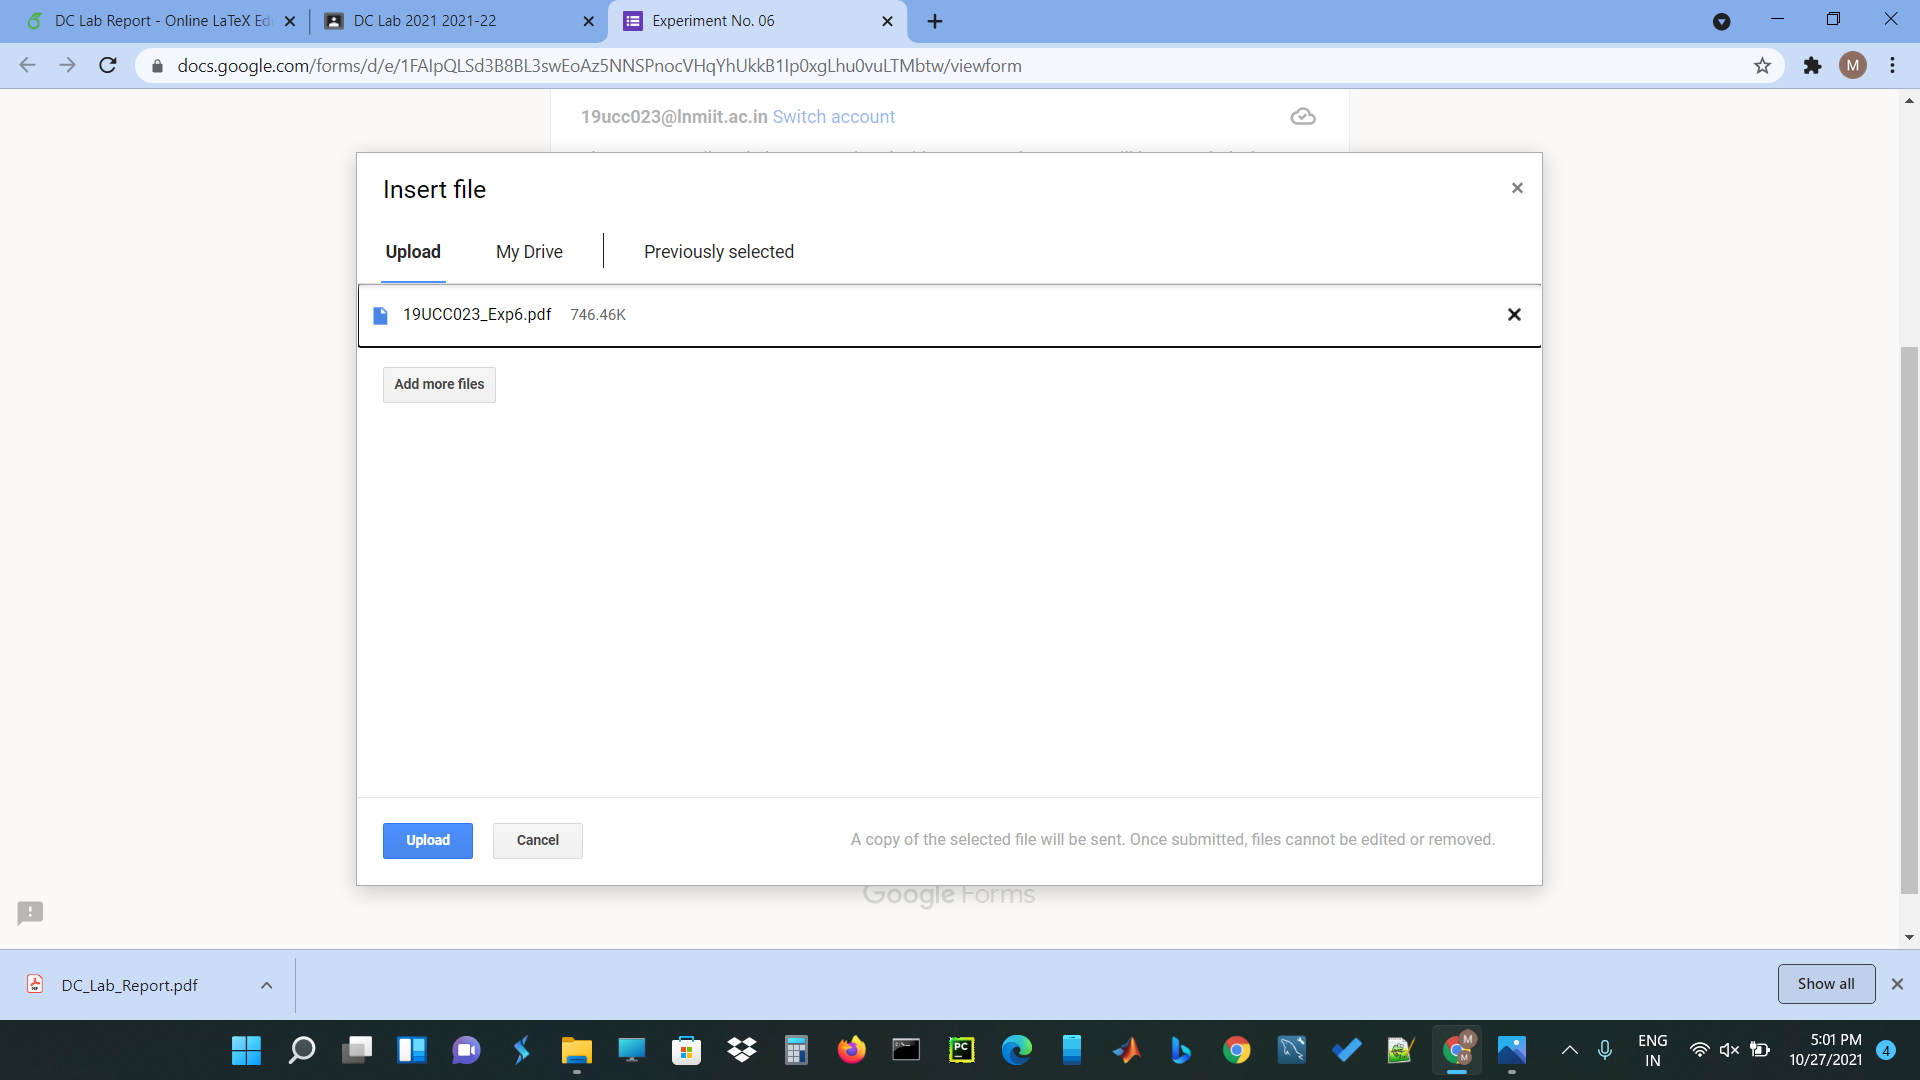 DC Lab Report - Online LaTeX Edi
DC Lab 2021 2021-22
Experiment No. 06
docs.google.com/forms/d/e/1FAIpQLSd3B8BL3swEoAz5NNSPnocVHqYhUkkB1Ip0xgLhu0vuLTMbtw/viewform
M
19ucc023@lnmiit.ac.in Switch account
Insert file
Upload
My Drive
Previously selected
19UCC023_Exp6.pdf 746.46K
Add more files
Upload
Cancel
A copy of the selected file will be sent. Once submitted, files cannot be edited or removed.
Google Forms
DC_Lab_Report.pdf
Show all
PC
M
M
ENG
IN
5:01 PM
10/27/2021
4